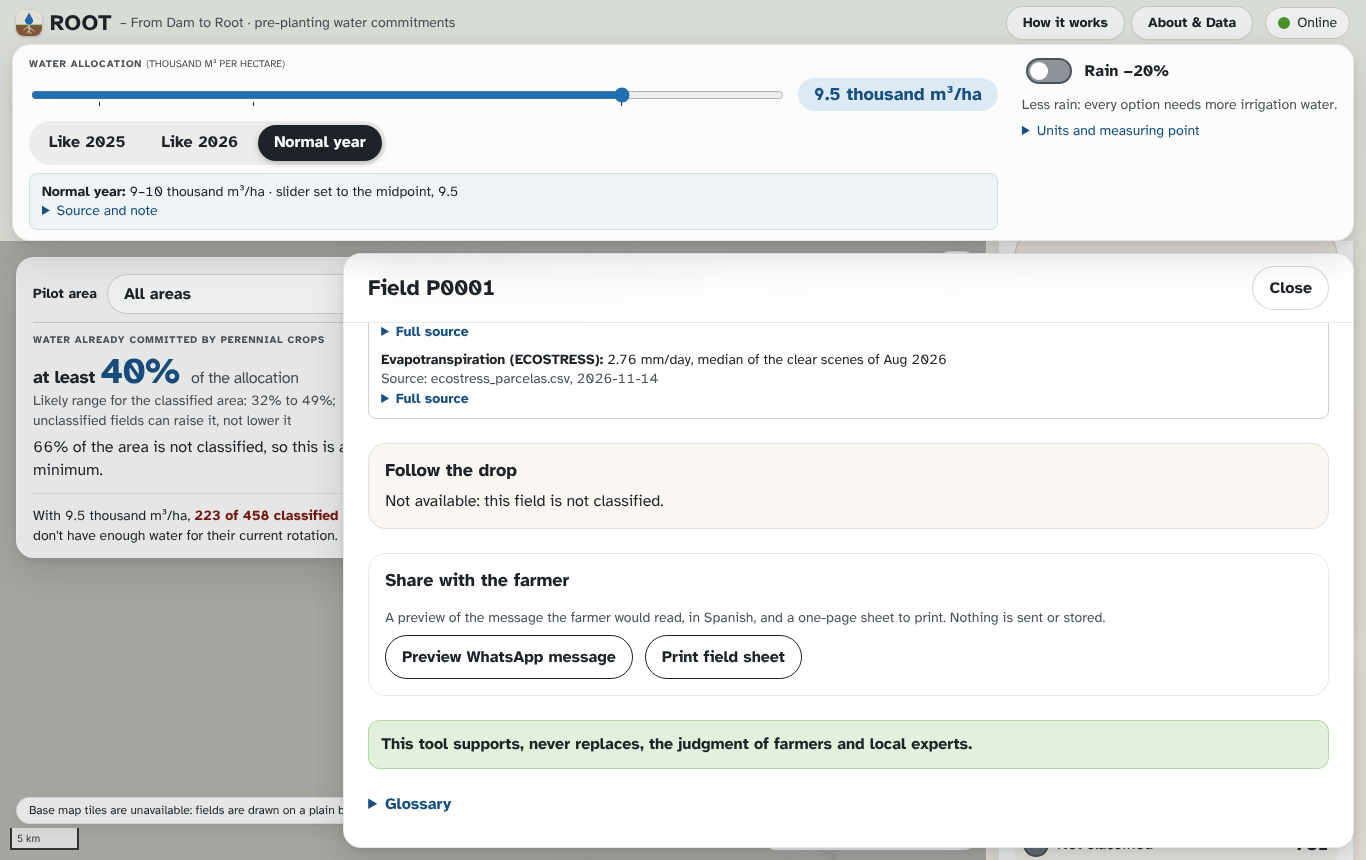 ROOT – From Dam to Root · pre-planting water commitments
How it works
About & Data
Online
WATER ALLOCATION (THOUSAND M³ PER HECTARE)
9.5 thousand m³/ha
Like 2025
Like 2026
Normal year
Normal year: 9–10 thousand m³/ha · slider set to the midpoint, 9.5
Source and note
Rain −20%
Less rain: every option needs more irrigation water.
Units and measuring point
Pilot area
All areas
WATER ALREADY COMMITTED BY PERENNIAL CROPS
at least 40% of the allocation
Likely range for the classified area: 32% to 49%;
unclassified fields can raise it, not lower it
66% of the area is not classified, so this is a
minimum.
With 9.5 thousand m³/ha, 223 of 458 classified
don't have enough water for their current rotation.
Base map tiles are unavailable: fields are drawn on a plain
5 km
Field P0001
Close
Full source
Evapotranspiration (ECOSTRESS): 2.76 mm/day, median of the clear scenes of Aug 2026
Source: ecostress_parcelas.csv, 2026-11-14
Full source
Follow the drop
Not available: this field is not classified.
Share with the farmer
A preview of the message the farmer would read, in Spanish, and a one-page sheet to print. Nothing is sent or stored.
Preview WhatsApp message
Print field sheet
This tool supports, never replaces, the judgment of farmers and local experts.
Glossary